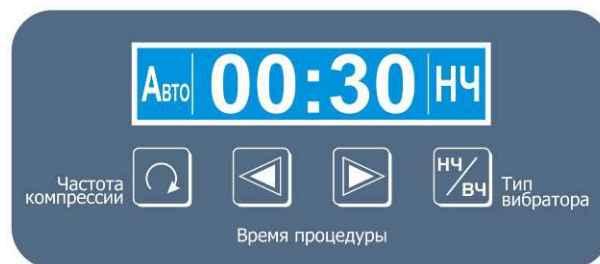 Авто 00:30 НЧ
Частота
компрессии
НЧ/ВЧ
Тип
вибратора
Время процедуры